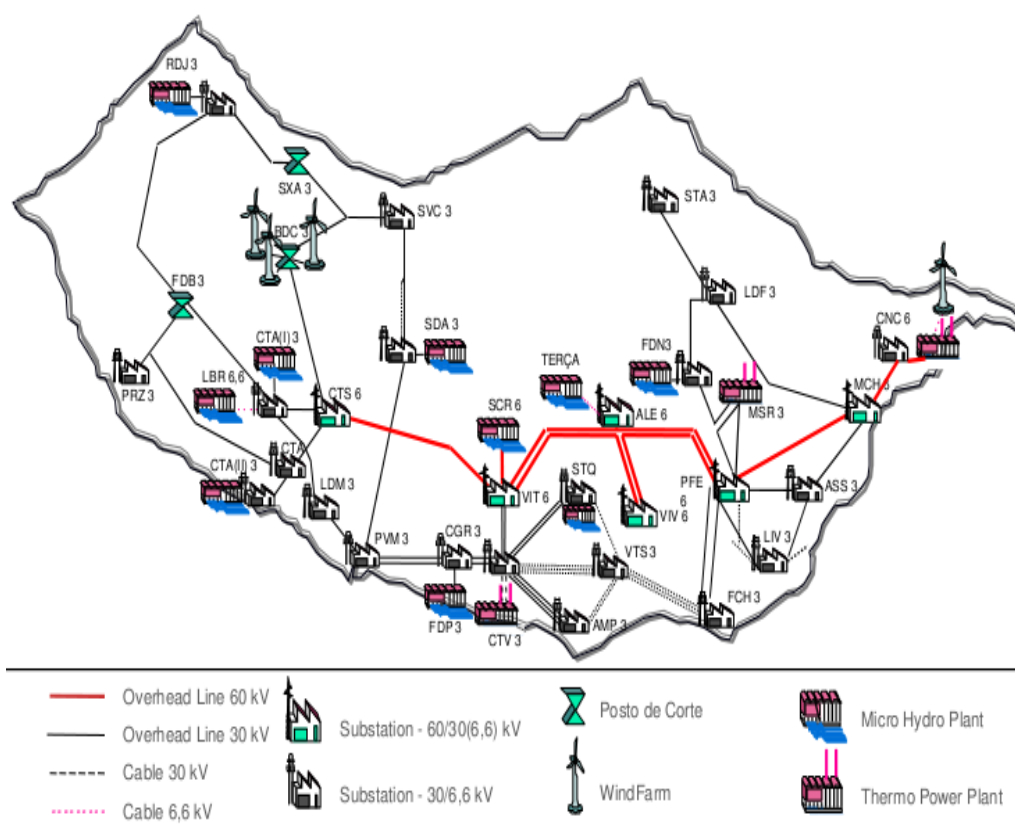 RDJ 3
SXA 3
SVC 3
STA 3
BDC 3
FDB 3
LDF 3
CNC 6
SDA 3
CTA(I) 3
FDN3
TERÇA
PRZ 3
LBR 6,6
CTS 6
MSR 3
MCH 3
SCR 6
ALE 6
CTA
STQ
PFE
6
CTA(II) 3
LDM 3
VIT 6
VIV 6
ASS 3
PVM 3
CGR 3
VTS 3
LIV 3
FCH 3
FDP 3
CTV 3
AMP 3
Overhead Line 60 kV
Overhead Line 30 kV
Cable 30 kV
Cable 6,6 kV
Substation - 60/30(6,6) kV
Substation - 30/6,6 kV
Posto de Corte
WindFarm
Micro Hydro Plant
Thermo Power Plant